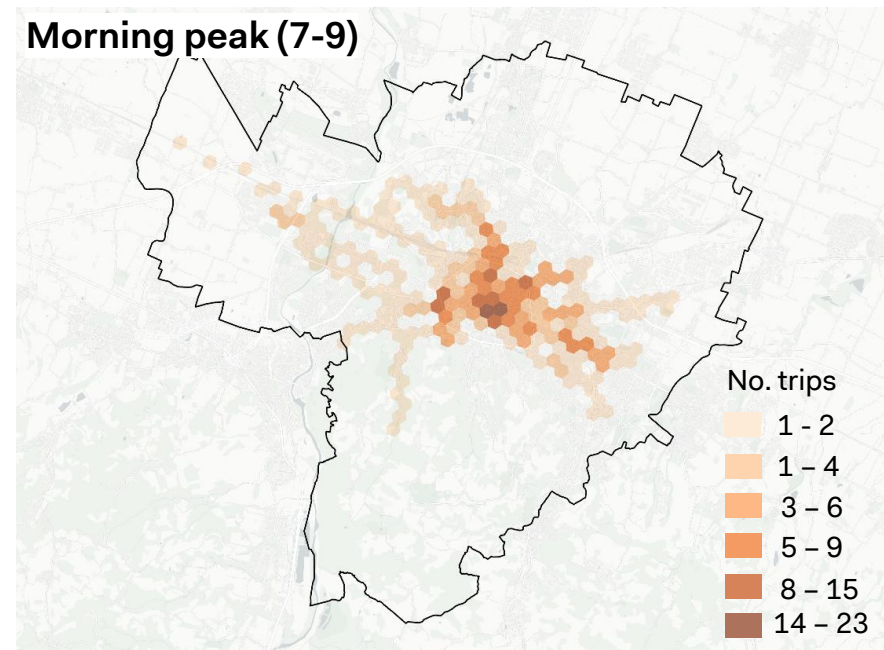 Morning peak (7-9)
No. trips
1 - 2
1 – 4
3 – 6
5 – 9
8 – 15
14 – 23